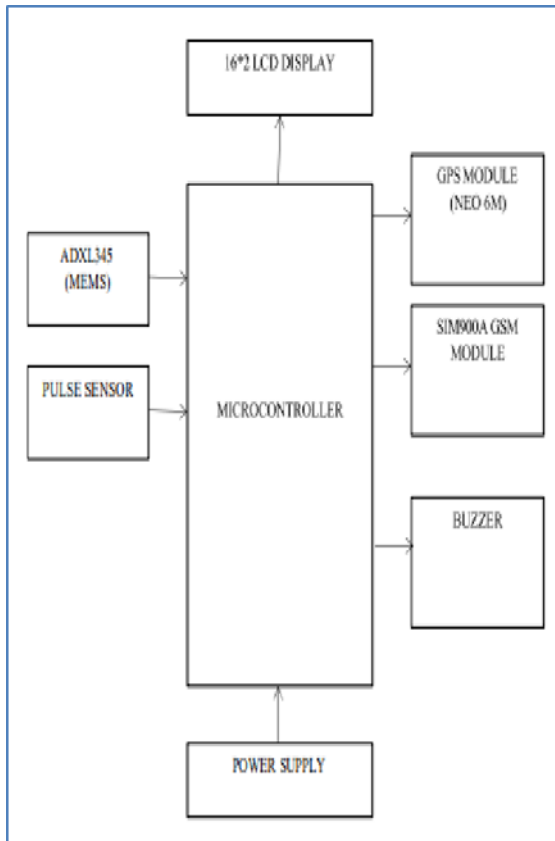 16*2 LCD DISPLAY
GPS MODULE
(NEO 6M)
ADXL345
(MEMS)
SIM900A GSM
MODULE
PULSE SENSOR
MICROCONTROLLER
BUZZER
POWER SUPPLY